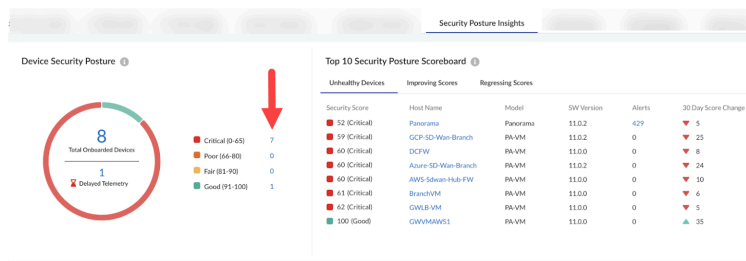 Security Posture Insights
Device Security Posture
8
Total Onboarded Devices
1
Delayed Telemetry
Critical (0-65) 7
Poor (66-80) 0
Fair (81-90) 0
Good (91-100) 1
Top 10 Security Posture Scoreboard
Unhealthy Devices Improving Scores Regressing Scores
Security Score Host Name Model SW Version Alerts 30 Day Score Change
52 (Critical) Panorama Panorama 11.0.2 429 5
59 (Critical) GCP-SD-Wan-Branch PA-VM 11.0.2 0 25
60 (Critical) DCFW PA-VM 11.0.0 0 8
60 (Critical) Azure-SD-Wan-Branch PA-VM 11.0.2 0 24
60 (Critical) AWS-Sdwan-Hub-FW PA-VM 11.0.0 0 10
61 (Critical) BranchVM PA-VM 11.0.0 0 6
62 (Critical) GWLB-VM PA-VM 11.0.0 0 5
100 (Good) GWVMAWS1 PA-VM 11.0.0 0 35